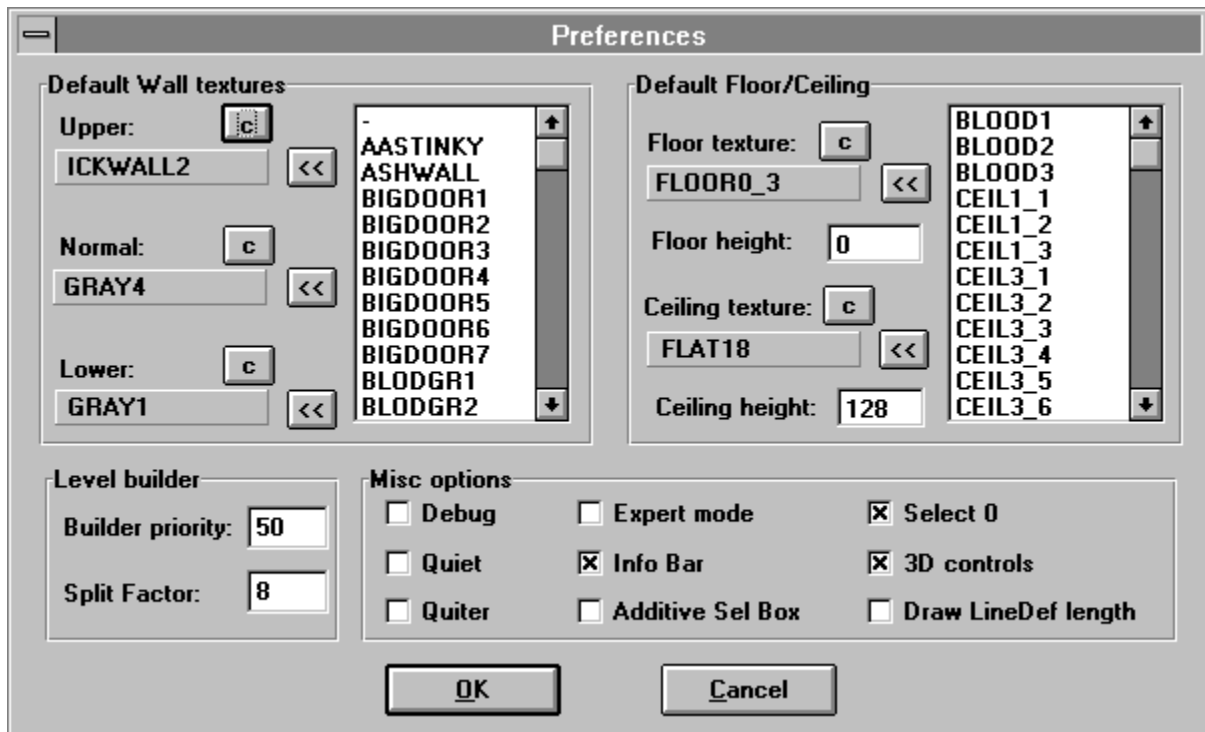 Preferences
Default Wall textures
Upper: c
ICKWALL2 <<
Normal: c
GRAY4 <<
Lower: c
GRAY1 <<
-
AASTINKY
ASHWALL
BIGDOOR1
BIGDOOR2
BIGDOOR3
BIGDOOR4
BIGDOOR5
BIGDOOR6
BIGDOOR7
BLODGR1
BLODGR2
Default Floor/Ceiling
Floor texture: c
FLOOR0_3 <<
Floor height: 0
Ceiling texture: c
FLAT18 <<
Ceiling height: 128
BLOOD1
BLOOD2
BLOOD3
CEIL1_1
CEIL1_2
CEIL1_3
CEIL3_1
CEIL3_2
CEIL3_3
CEIL3_4
CEIL3_5
CEIL3_6
Level builder
Builder priority: 50
Split Factor: 8
Misc options
Debug Expert mode Select 0
Quiet Info Bar 3D controls
Quiter Additive Sel Box Draw LineDef length
OK Cancel